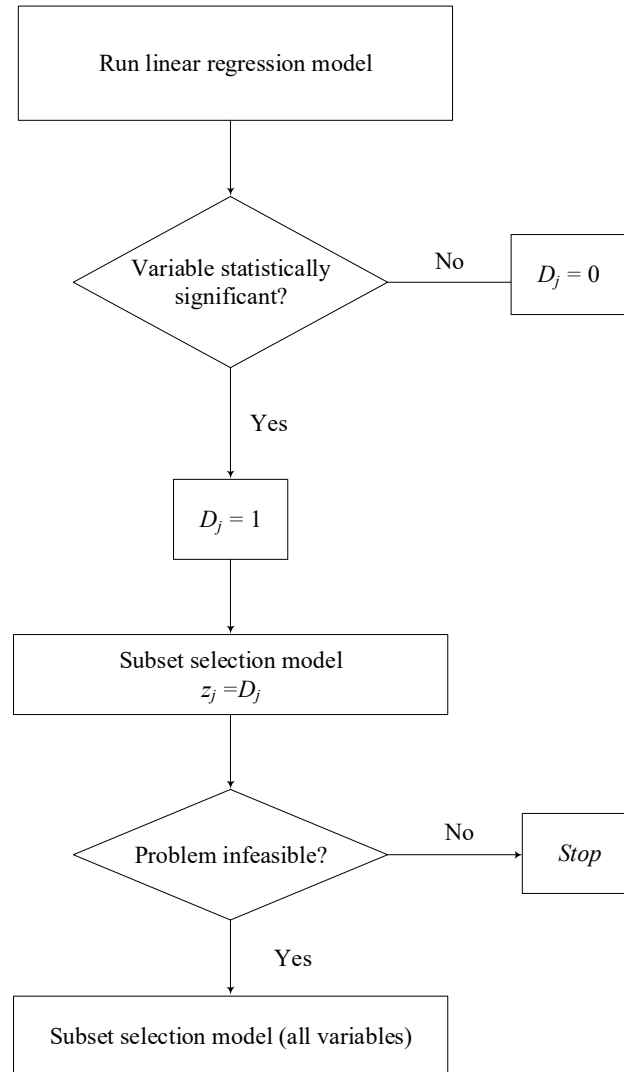 Run linear regression model
Variable statistically
significant?
No
D_j = 0
Yes
D_j = 1
Subset selection model
z_j =D_j
Problem infeasible?
No
Stop
Yes
Subset selection model (all variables)